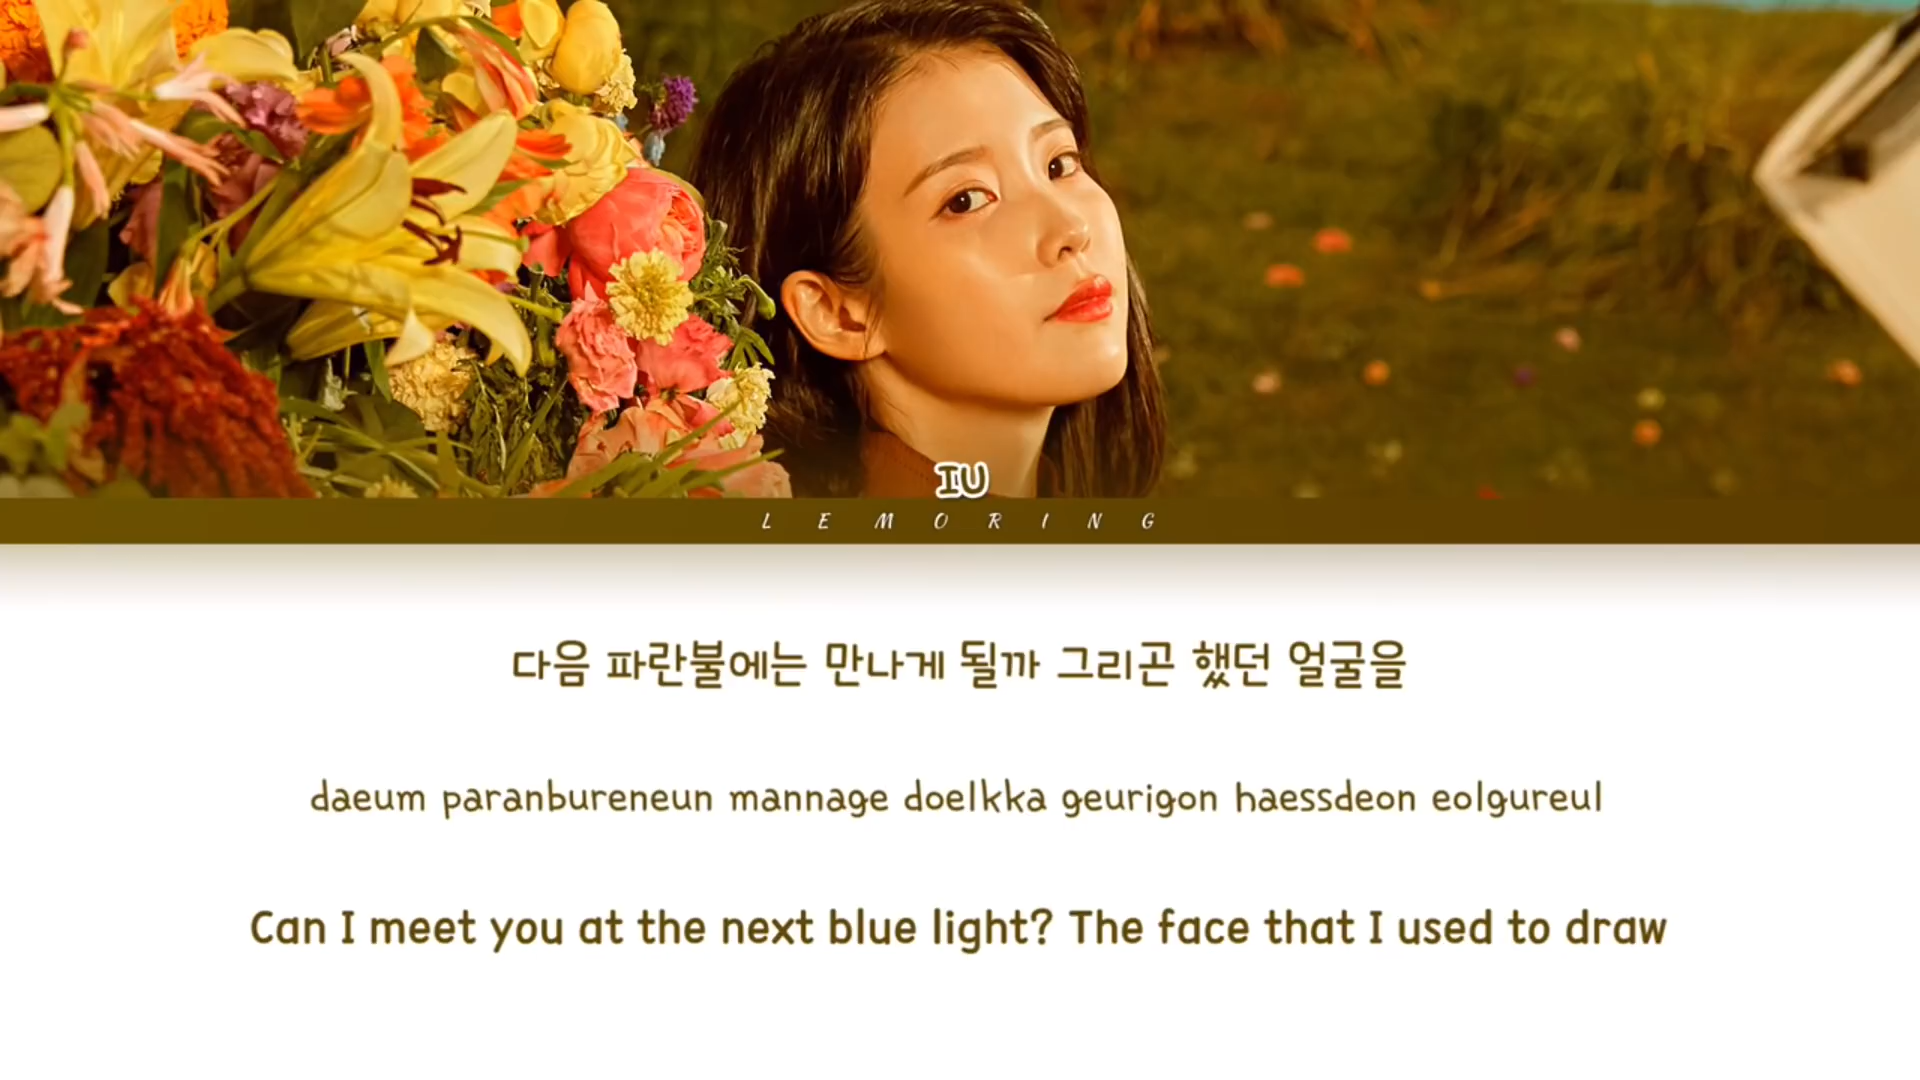 IU
LEMORING
다음 파란불에는 만나게 될까 그리곤 했던 얼굴을
daeum paranbureneun mannage doelkka geurigon haessdeon eolgureul
Can I meet you at the next blue light? The face that I used to draw